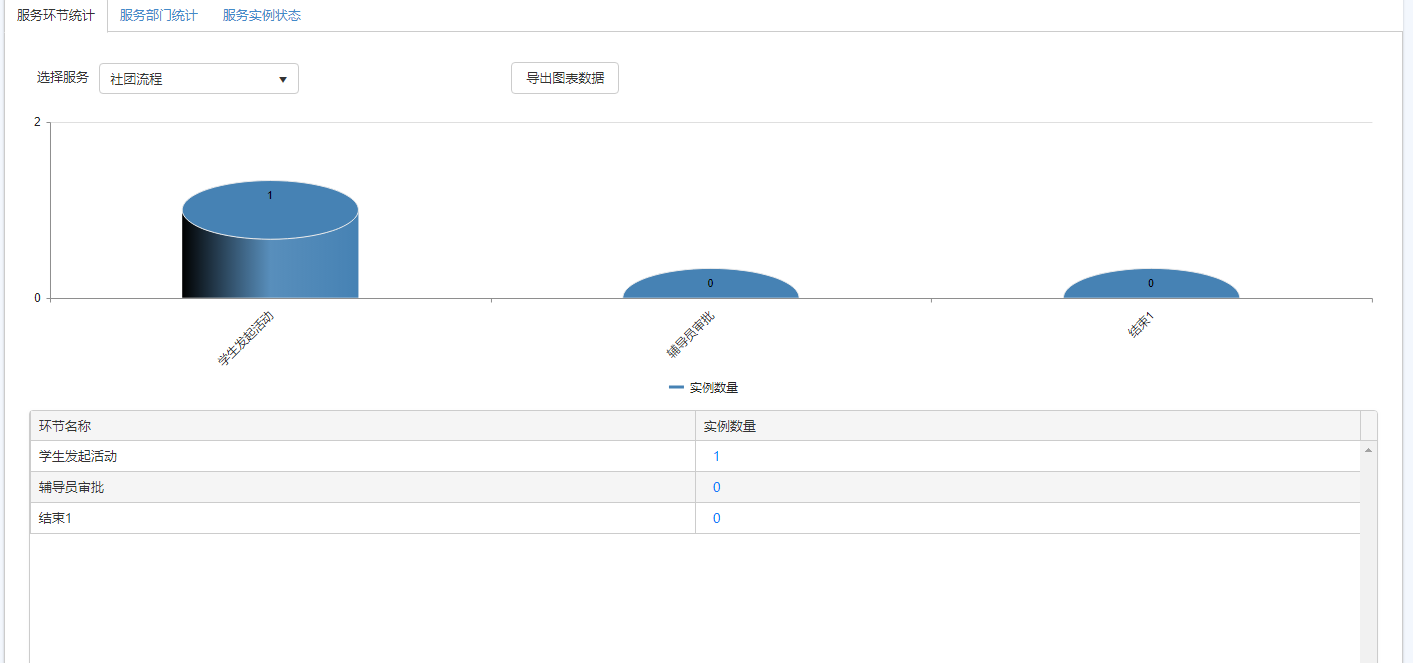 服务环节统计 服务部门统计 服务实例状态
选择服务 社团流程 导出图表数据
2
1
0 0
0
学生发起活动 辅导员审批 结束1
实例数量
环节名称 实例数量
学生发起活动 1
辅导员审批 0
结束1 0